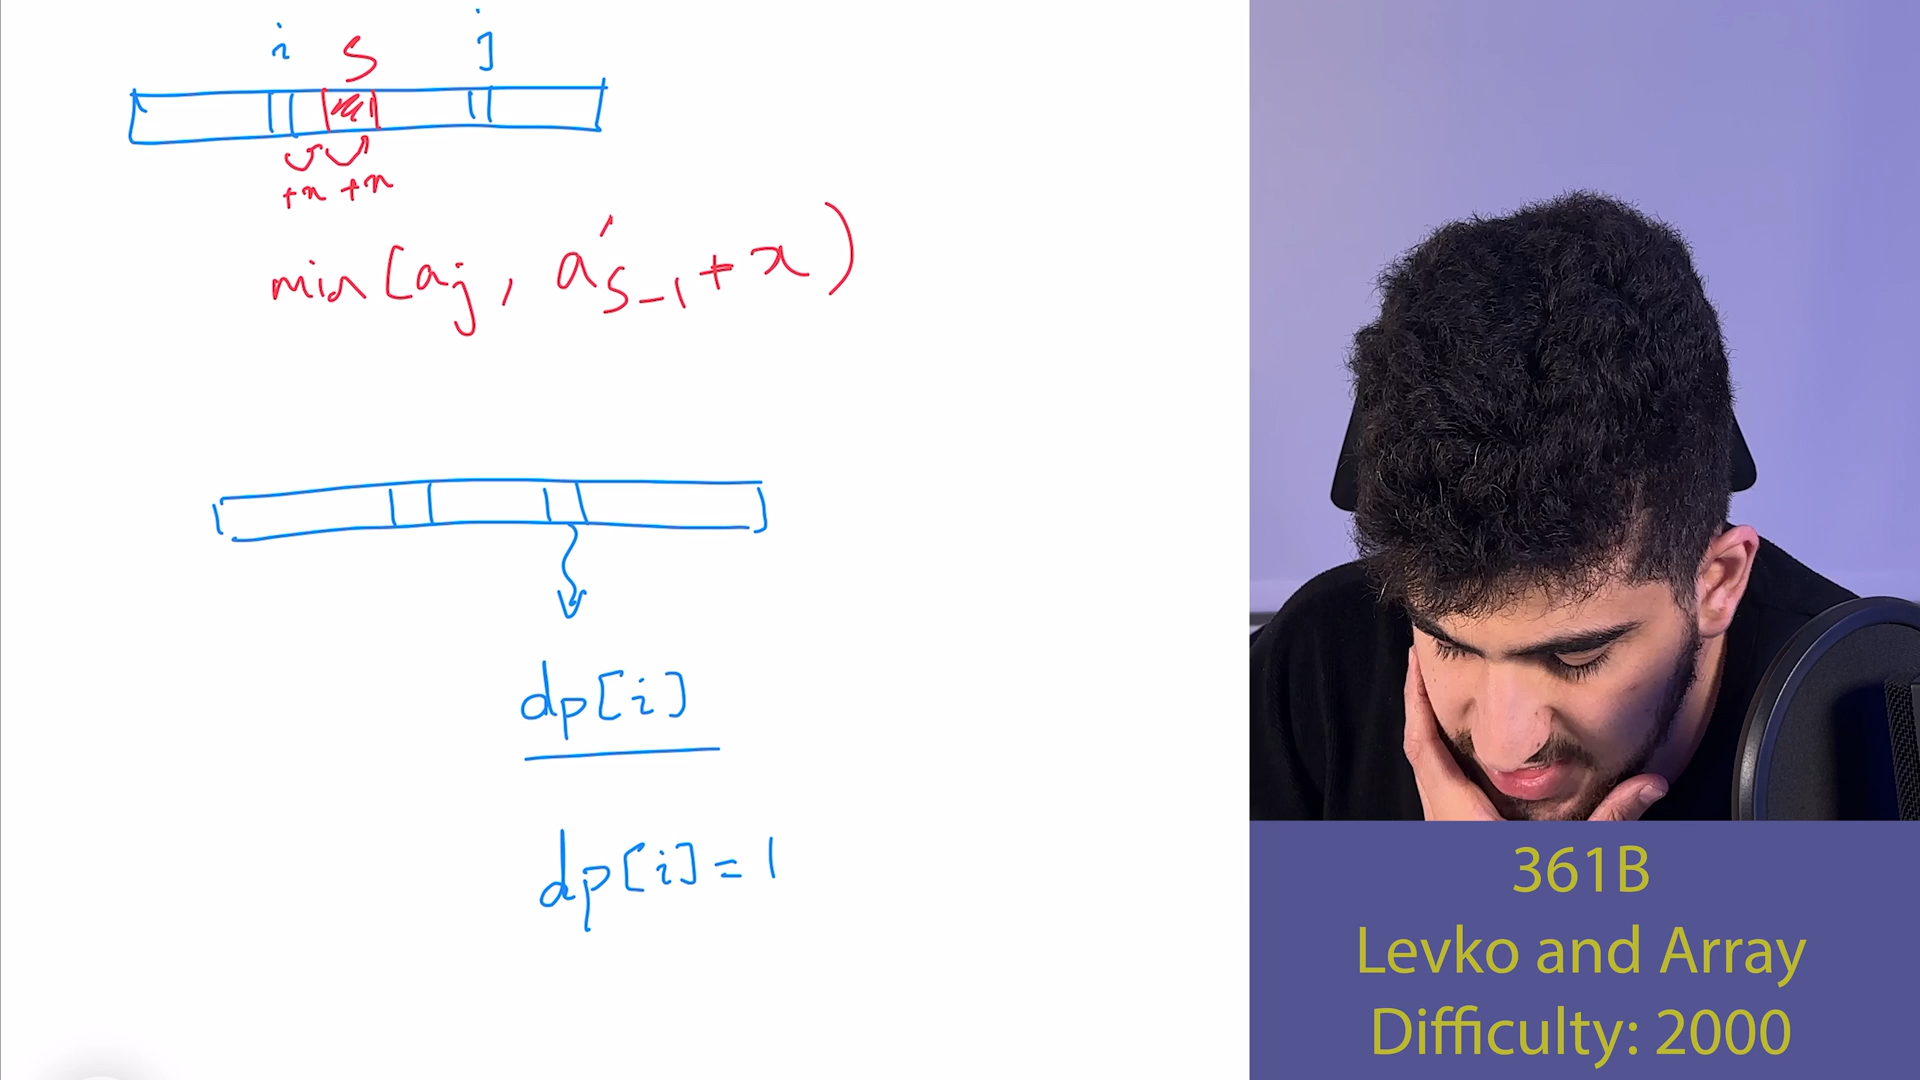 i S j
+x +x
min(aj, a's-1 + x)
dp[i]
dp[i] = 1
361B
Levko and Array
Difficulty: 2000